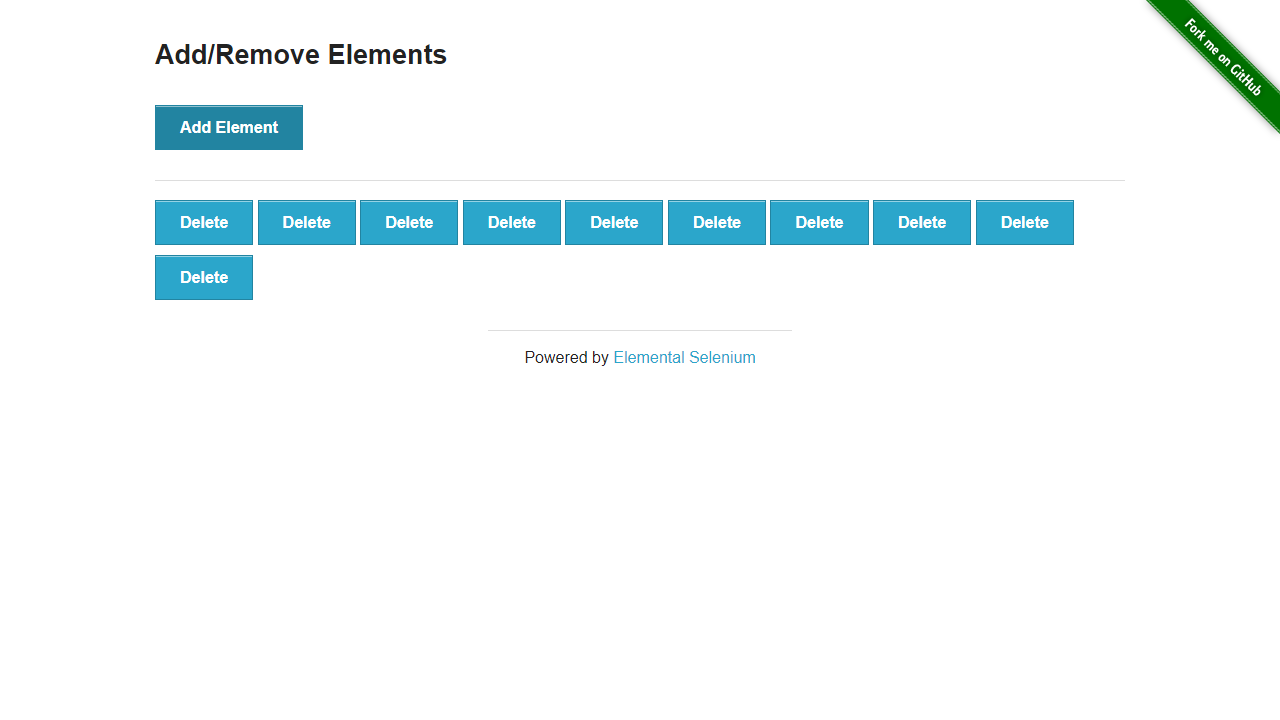 Fork me on GitHub
Add/Remove Elements
Add Element
Delete Delete Delete Delete Delete Delete Delete Delete Delete
Delete
Powered by Elemental Selenium